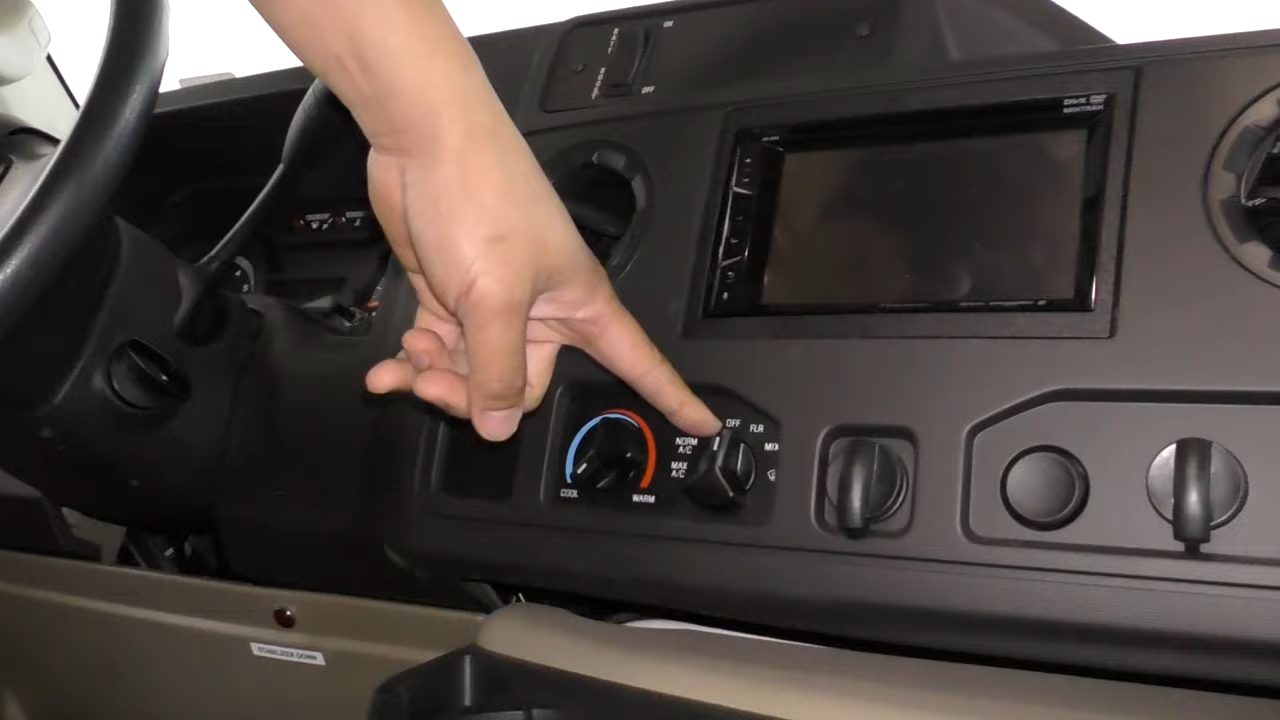 ON
OFF
OFF
FLR
NORM
A/C
MIX
MAX
A/C
COOL
WARM
STABILIZER DOWN